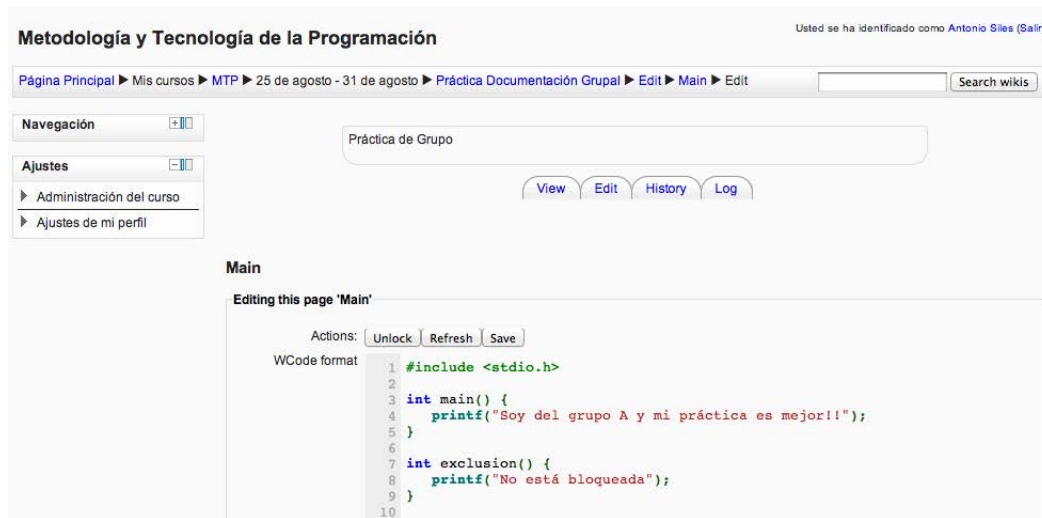 Metodología y Tecnología de la Programación
Usted se ha identificado como Antonio Siles (Salir
Página Principal ▶ Mis cursos ▶ MTP ▶ 25 de agosto - 31 de agosto ▶ Práctica Documentación Grupal ▶ Edit ▶ Main ▶ Edit
Search wikis
Navegación
Práctica de Grupo
Ajustes
View Edit History Log
Administración del curso
Ajustes de mi perfil
Main
Editing this page 'Main'
Actions: Unlock Refresh Save
WCode format
1 #include <stdio.h>
2
3 int main() {
4 printf("Soy del grupo A y mi práctica es mejor!!");
5 }
6
7 int exclusion() {
8 printf("No está bloqueada");
9 }
10